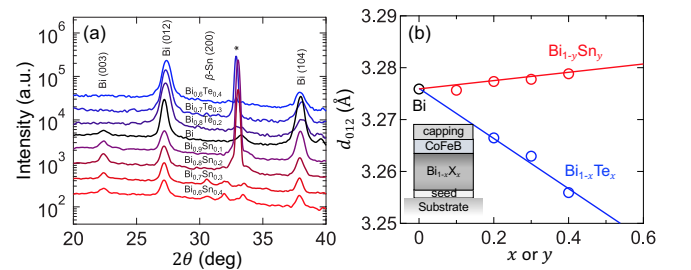 (a)
Bi (003)
Bi (012)
β-Sn (200)
*
Bi (104)
Bi₀.₆Te₀.₄
Bi₀.₇Te₀.₃
Bi₀.₈Te₀.₂
Bi
Bi₀.₉Sn₀.₁
Bi₀.₈Sn₀.₂
Bi₀.₇Sn₀.₃
Bi₀.₆Sn₀.₄
Intensity (a.u.)
10⁶
10⁵
10⁴
10³
10²
20 25 30 35 40
2θ (deg)
(b)
3.29
3.28
3.27
3.26
3.25
d₀₁₂ (Å)
Bi₁₋ySny
Bi
Bi₁₋ₓTeₓ
capping
CoFeB
Bi₁₋ₓXₓ
seed
Substrate
0.0 0.2 0.4 0.6
x or y